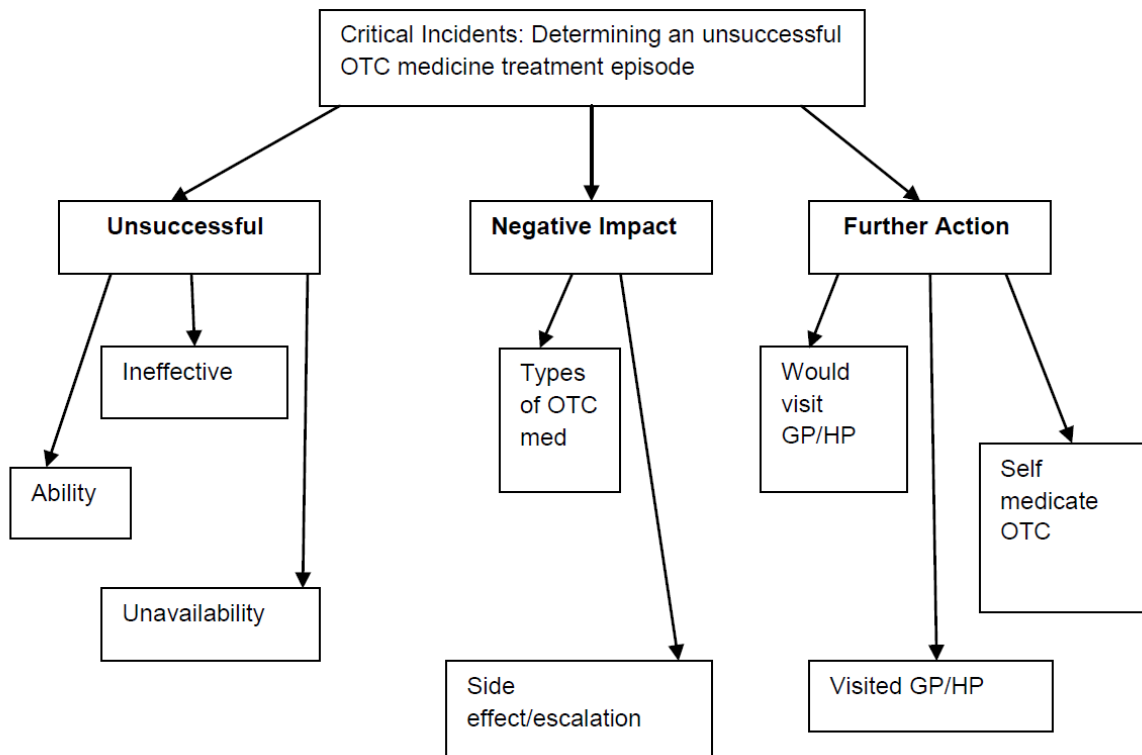 Critical Incidents: Determining an unsuccessful
OTC medicine treatment episode
Unsuccessful
Negative Impact
Further Action
Ineffective
Types
of OTC
med
Would
visit
GP/HP
Ability
Self
medicate
OTC
Unavailability
Side
effect/escalation
Visited GP/HP